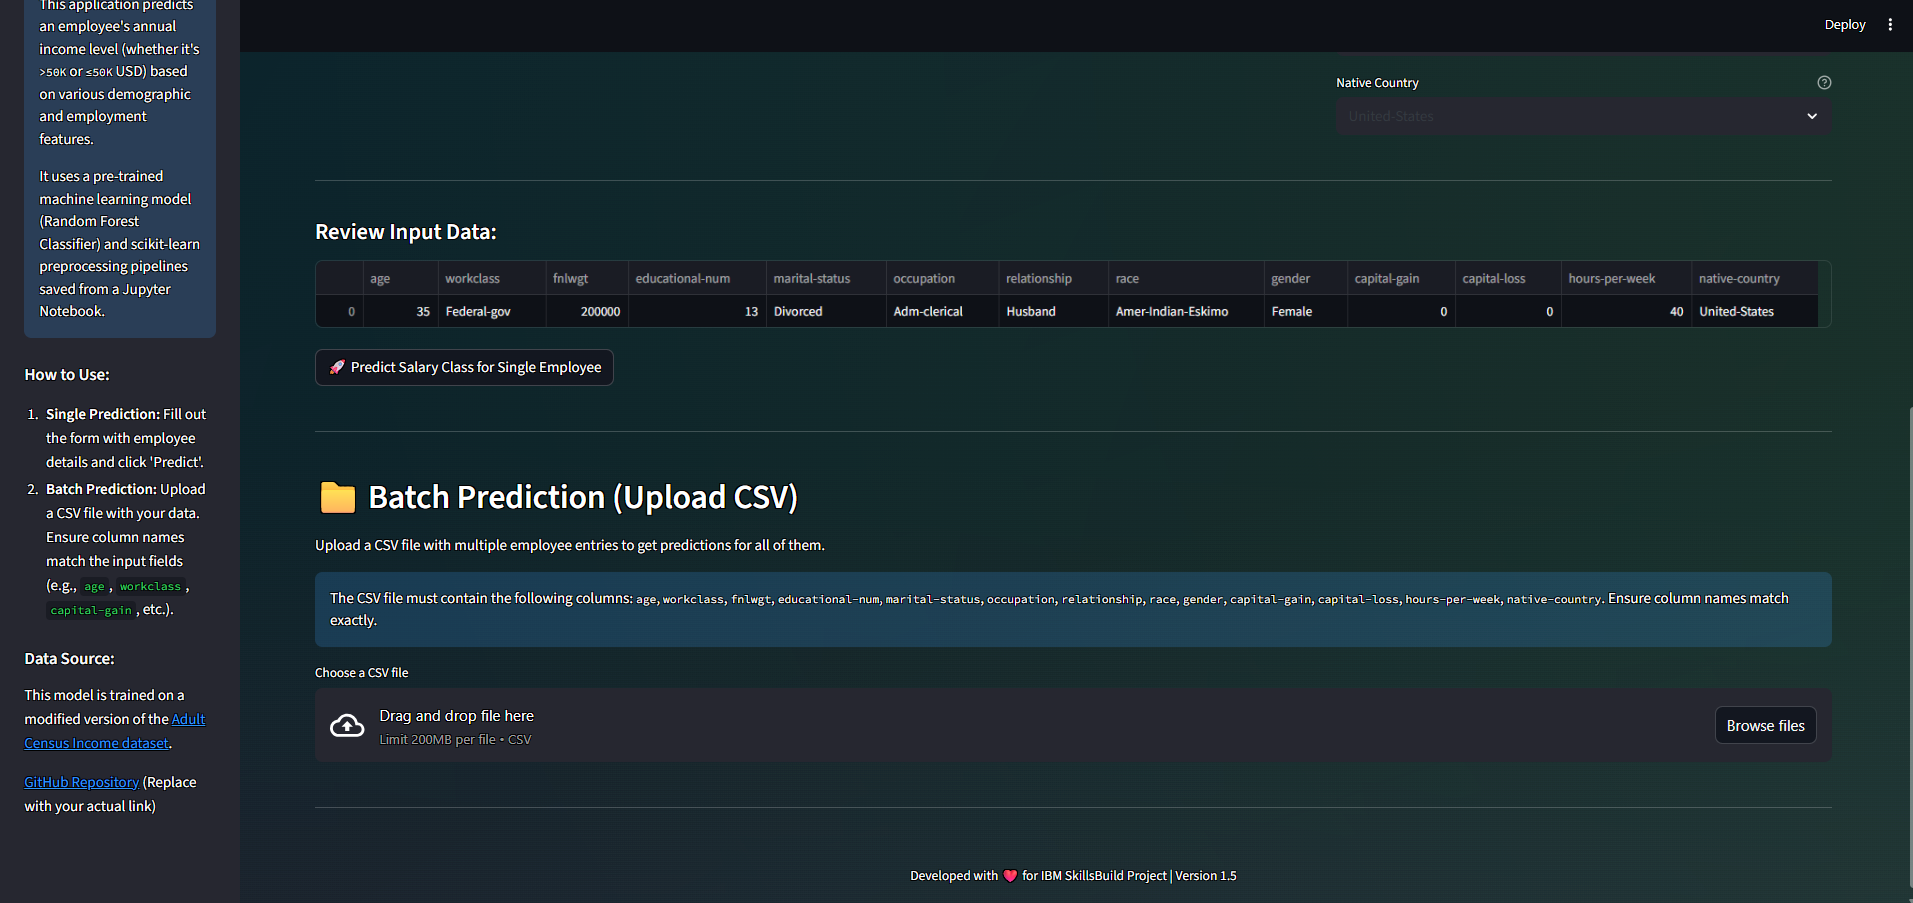 This application predicts
an employee's annual
income level (whether it's
>50K or ≤50K USD) based
on various demographic
and employment
features.
It uses a pre-trained
machine learning model
(Random Forest
Classifier) and scikit-learn
preprocessing pipelines
saved from a Jupyter
Notebook.
How to Use:
1. Single Prediction: Fill out
the form with employee
details and click 'Predict'.
2. Batch Prediction: Upload
a CSV file with your data.
Ensure column names
match the input fields
(e.g., age, workclass,
capital-gain, etc.).
Data Source:
This model is trained on a
modified version of the Adult
Census Income dataset.
GitHub Repository (Replace
with your actual link)
Deploy
Native Country
United-States
Review Input Data:
age workclass fnlwgt educational-num marital-status occupation relationship race gender capital-gain capital-loss hours-per-week native-country
0 35 Federal-gov 200000 13 Divorced Adm-clerical Husband Amer-Indian-Eskimo Female 0 0 40 United-States
🚀 Predict Salary Class for Single Employee
📁 Batch Prediction (Upload CSV)
Upload a CSV file with multiple employee entries to get predictions for all of them.
The CSV file must contain the following columns: age, workclass, fnlwgt, educational-num, marital-status, occupation, relationship, race, gender, capital-gain, capital-loss, hours-per-week, native-country. Ensure column names match
exactly.
Choose a CSV file
Drag and drop file here
Limit 200MB per file • CSV
Browse files
Developed with ❤️ for IBM SkillsBuild Project | Version 1.5